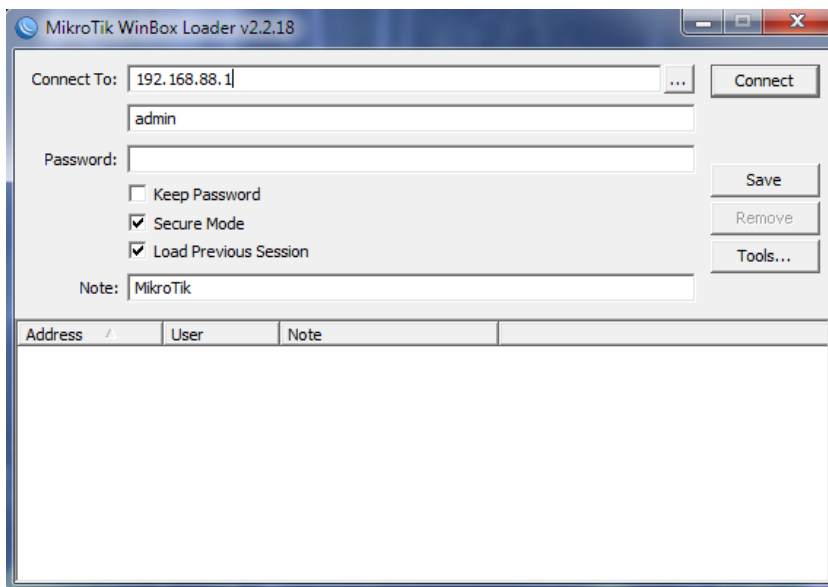 MikroTik WinBox Loader v2.2.18
Connect To: 192.168.88.1 ... Connect
admin
Password:
Keep Password Save
Secure Mode Remove
Load Previous Session Tools...
Note: MikroTik
Address User Note